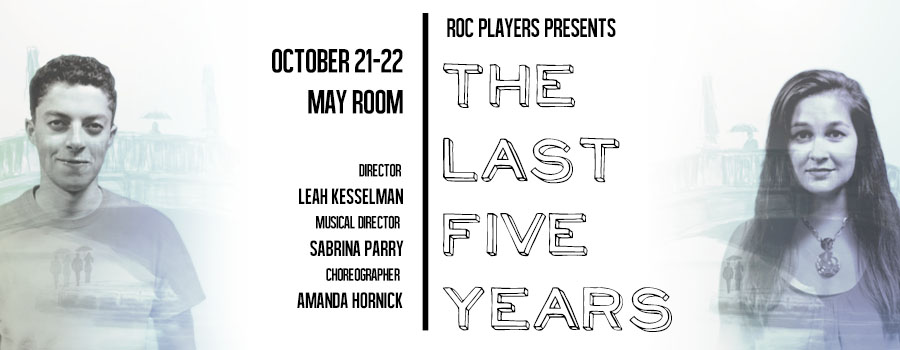 OCTOBER 21-22
MAY ROOM
DIRECTOR
LEAH KESSELMAN
MUSICAL DIRECTOR
SABRINA PARRY
CHOREOGRAPHER
AMANDA HORNICK
ROC PLAYERS PRESENTS
THE
LAST
FIVE
YEARS